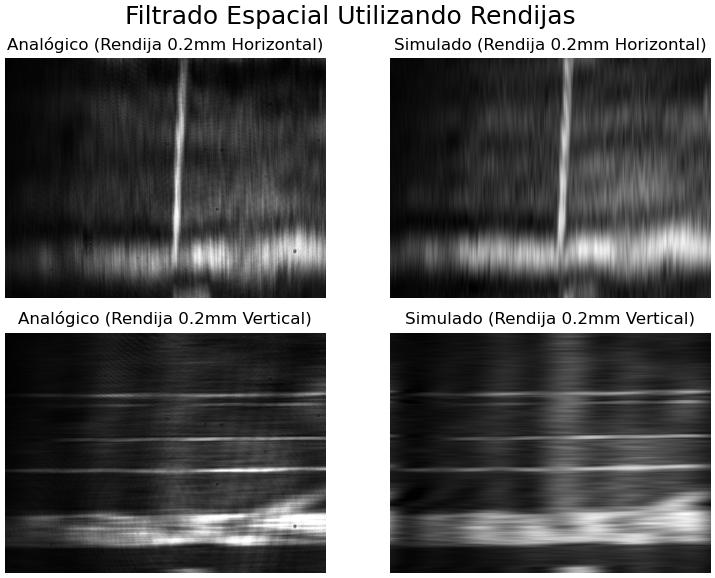 Filtrado Espacial Utilizando Rendijas
Analógico (Rendija 0.2mm Horizontal)
Simulado (Rendija 0.2mm Horizontal)
Analógico (Rendija 0.2mm Vertical)
Simulado (Rendija 0.2mm Vertical)